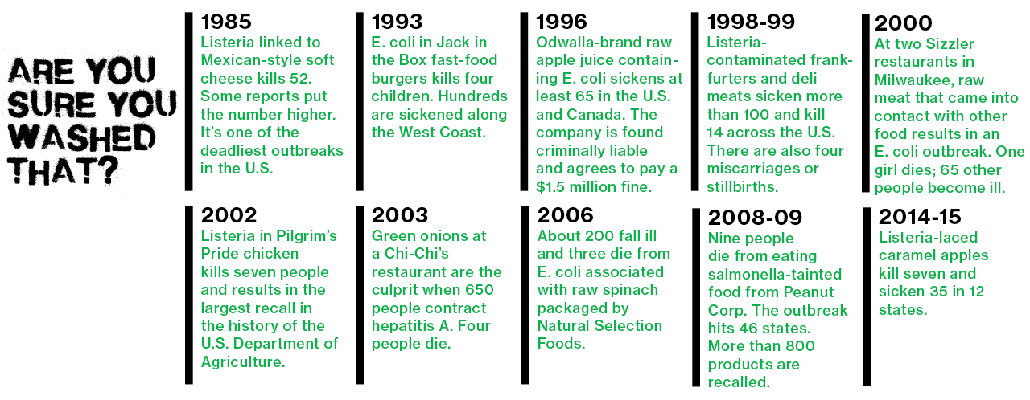 ARE YOU
SURE YOU
WASHED
THAT?
1985
Listeria linked to
Mexican-style soft
cheese kills 52.
Some reports put
the number higher.
It's one of the
deadliest outbreaks
in the U.S.
1993
E. coli in Jack in
the Box fast-food
burgers kills four
children. Hundreds
are sickened along
the West Coast.
1996
Odwalla-brand raw
apple juice contain-
ing E. coli sickens at
least 65 in the U.S.
and Canada. The
company is found
criminally liable
and agrees to pay a
$1.5 million fine.
1998-99
Listeria-
contaminated frank-
furters and deli
meats sicken more
than 100 and kill
14 across the U.S.
There are also four
miscarriages or
stillbirths.
2000
At two Sizzler
restaurants in
Milwaukee, raw
meat that came into
contact with other
food results in an
E. coli outbreak. One
girl dies; 65 other
people become ill.
2002
Listeria in Pilgrim's
Pride chicken
kills seven people
and results in the
largest recall in
the history of the
U.S. Department of
Agriculture.
2003
Green onions at
a Chi-Chi's
restaurant are the
culprit when 650
people contract
hepatitis A. Four
people die.
2006
About 200 fall ill
and three die from
E. coli associated
with raw spinach
packaged by
Natural Selection
Foods.
2008-09
Nine people
die from eating
salmonella-tainted
food from Peanut
Corp. The outbreak
hits 46 states.
More than 800
products are
recalled.
2014-15
Listeria-laced
caramel apples
kill seven and
sicken 35 in 12
states.